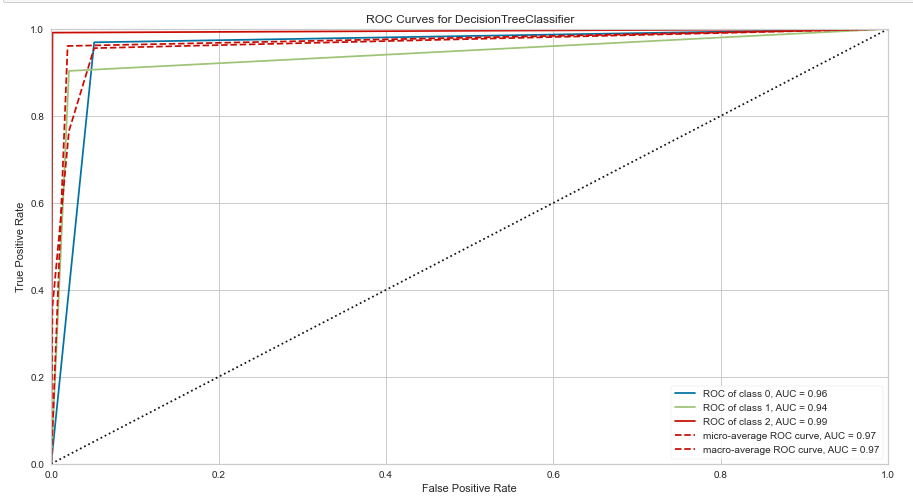 ROC Curves for DecisionTreeClassifier
1.0
0.8
0.6
0.4
0.2
0.0
True Positive Rate
ROC of class 0, AUC = 0.96
ROC of class 1, AUC = 0.94
ROC of class 2, AUC = 0.99
micro-average ROC curve, AUC = 0.97
macro-average ROC curve, AUC = 0.97
0.0 0.2 0.4 0.6 0.8 1.0
False Positive Rate